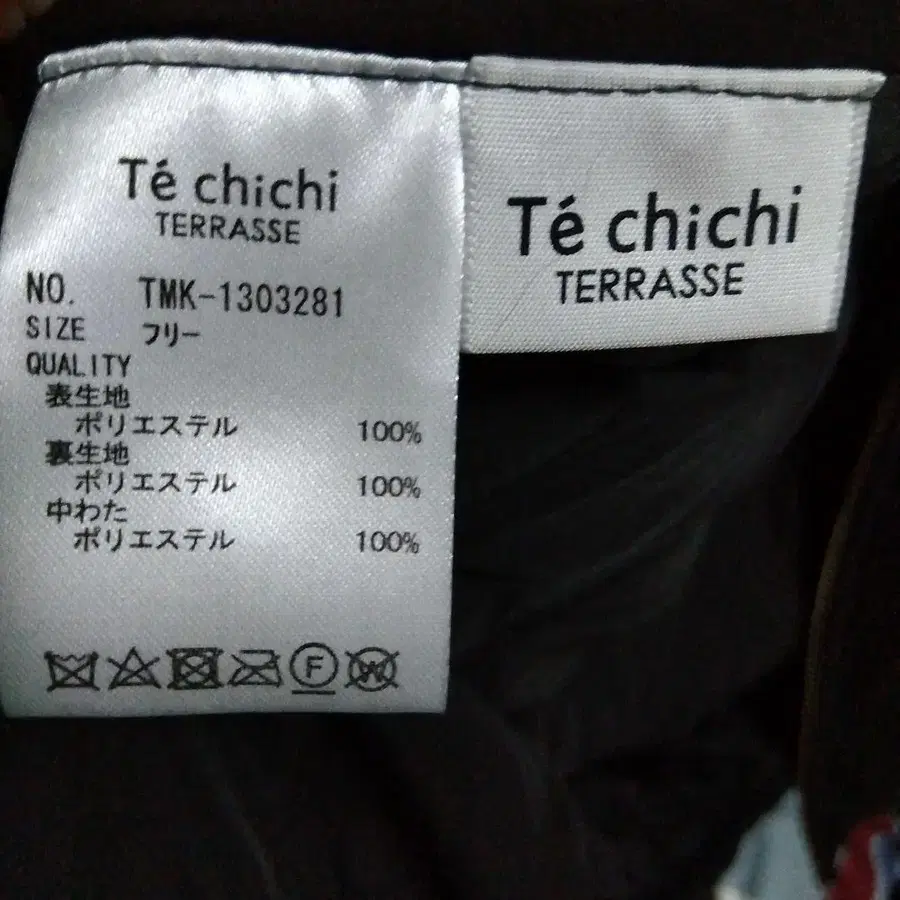 Té chichi
TERRASSE
NO. TMK-1303281
SIZE フリー
QUALITY
表生地
ポリエステル 100%
裏生地
ポリエステル 100%
中わた
ポリエステル 100%
F W
Té chichi
TERRASSE